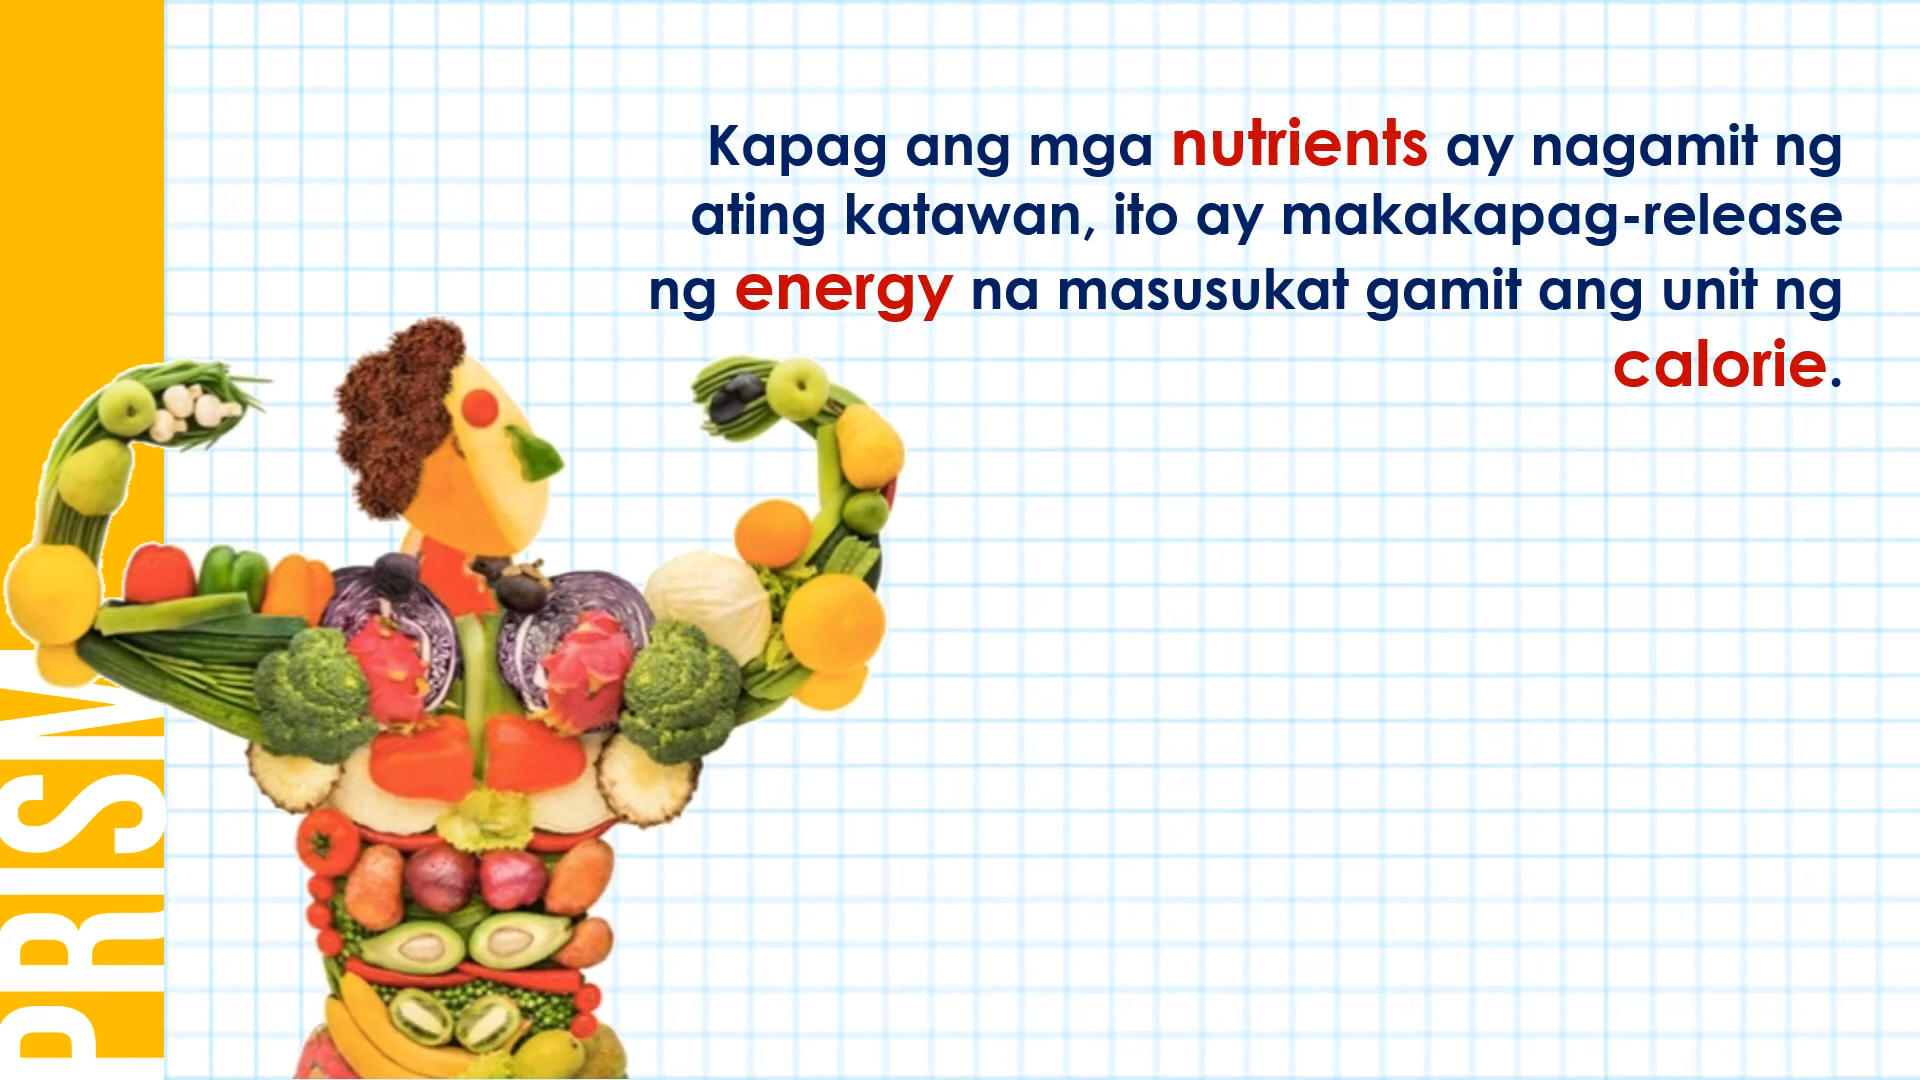 Kapag ang mga nutrients ay nagamit ng
ating katawan, ito ay makakapag-release
ng energy na masusukat gamit ang unit ng
calorie.
PRISM